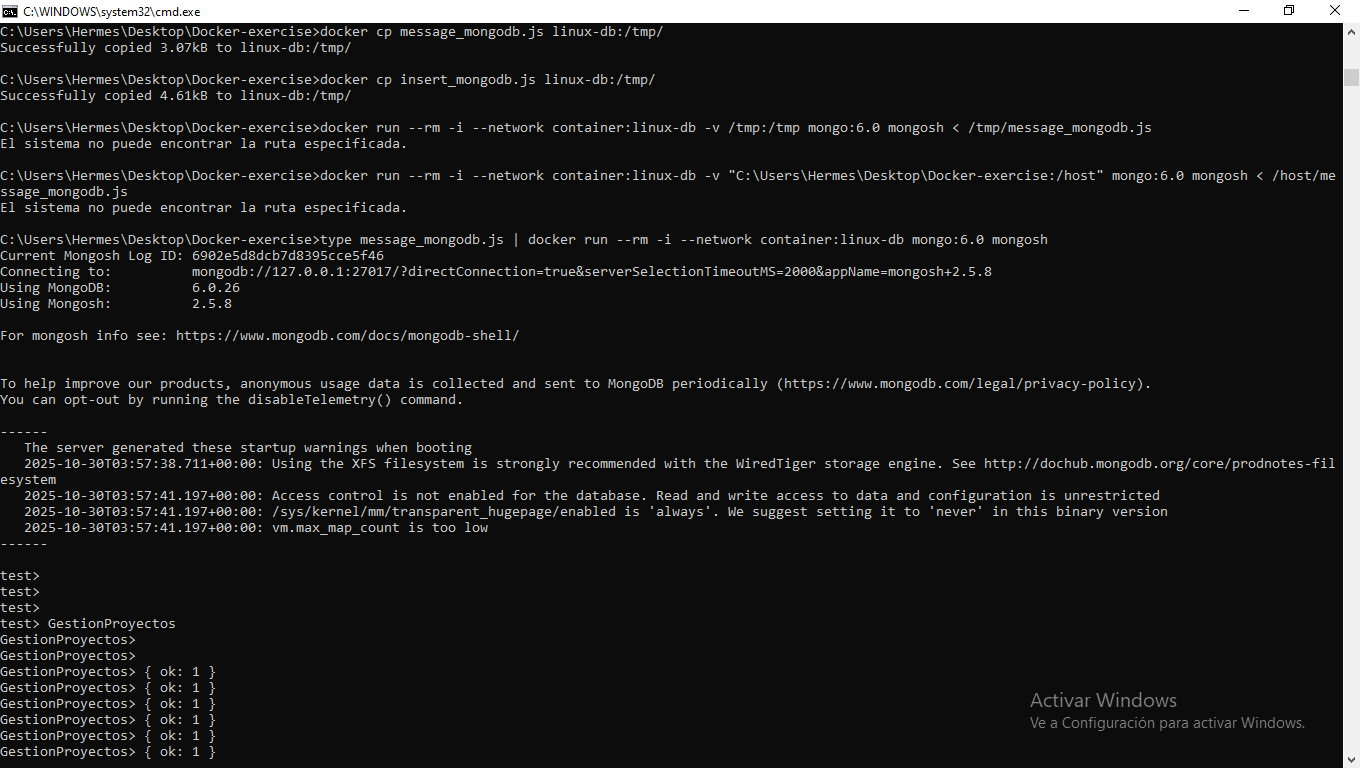 C:\WINDOWS\system32\cmd.exe
C:\Users\Hermes\Desktop\Docker-exercise>docker cp message_mongodb.js linux-db:/tmp/
Successfully copied 3.07kB to linux-db:/tmp/
C:\Users\Hermes\Desktop\Docker-exercise>docker cp insert_mongodb.js linux-db:/tmp/
Successfully copied 4.61kB to linux-db:/tmp/
C:\Users\Hermes\Desktop\Docker-exercise>docker run --rm -i --network container:linux-db -v /tmp:/tmp mongo:6.0 mongosh < /tmp/message_mongodb.js
El sistema no puede encontrar la ruta especificada.
C:\Users\Hermes\Desktop\Docker-exercise>docker run --rm -i --network container:linux-db -v "C:\Users\Hermes\Desktop\Docker-exercise:/host" mongo:6.0 mongosh < /host/me
ssage_mongodb.js
El sistema no puede encontrar la ruta especificada.
C:\Users\Hermes\Desktop\Docker-exercise>type message_mongodb.js | docker run --rm -i --network container:linux-db mongo:6.0 mongosh
Current Mongosh Log ID: 6902e5d8dcb7d8395cce5f46
Connecting to:          mongodb://127.0.0.1:27017/?directConnection=true&serverSelectionTimeoutMS=2000&appName=mongosh+2.5.8
Using MongoDB:          6.0.26
Using Mongosh:          2.5.8
For mongosh info see: https://www.mongodb.com/docs/mongodb-shell/
To help improve our products, anonymous usage data is collected and sent to MongoDB periodically (https://www.mongodb.com/legal/privacy-policy).
You can opt-out by running the disableTelemetry() command.
------
   The server generated these startup warnings when booting
   2025-10-30T03:57:38.711+00:00: Using the XFS filesystem is strongly recommended with the WiredTiger storage engine. See http://dochub.mongodb.org/core/prodnotes-fil
esystem
   2025-10-30T03:57:41.197+00:00: Access control is not enabled for the database. Read and write access to data and configuration is unrestricted
   2025-10-30T03:57:41.197+00:00: /sys/kernel/mm/transparent_hugepage/enabled is 'always'. We suggest setting it to 'never' in this binary version
   2025-10-30T03:57:41.197+00:00: vm.max_map_count is too low
------
test>
test>
test>
test> GestionProyectos
GestionProyectos>
GestionProyectos>
GestionProyectos> { ok: 1 }
GestionProyectos> { ok: 1 }
GestionProyectos> { ok: 1 }
GestionProyectos> { ok: 1 }
GestionProyectos> { ok: 1 }
GestionProyectos> { ok: 1 }
Activar Windows
Ve a Configuración para activar Windows.